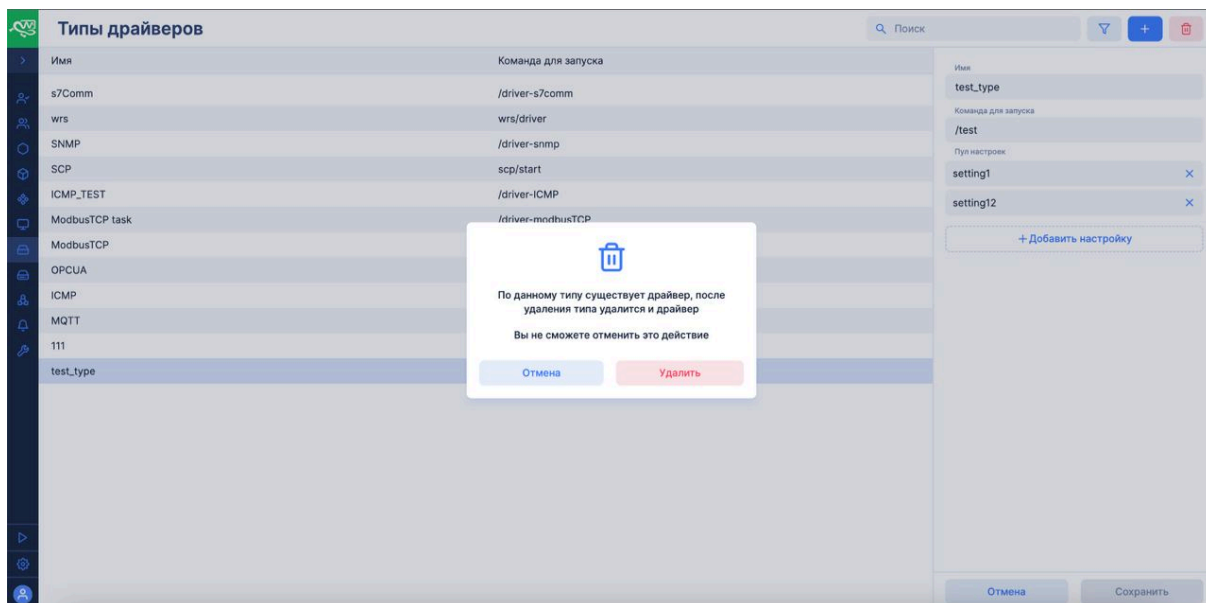 Типы драйверов
Поиск
Имя
Команда для запуска
s7Comm
/driver-s7comm
wrs
wrs/driver
SNMP
/driver-snmp
SCP
scp/start
ICMP_TEST
/driver-ICMP
ModbusTCP task
/driver-modbusTCP
ModbusTCP
OPCUA
ICMP
MQTT
111
test_type
По данному типу существует драйвер, после
удаления типа удалится и драйвер
Вы не сможете отменить это действие
Отмена
Удалить
Имя
test_type
Команда для запуска
/test
Пул настроек
setting1
setting12
+ Добавить настройку
Отмена
Сохранить